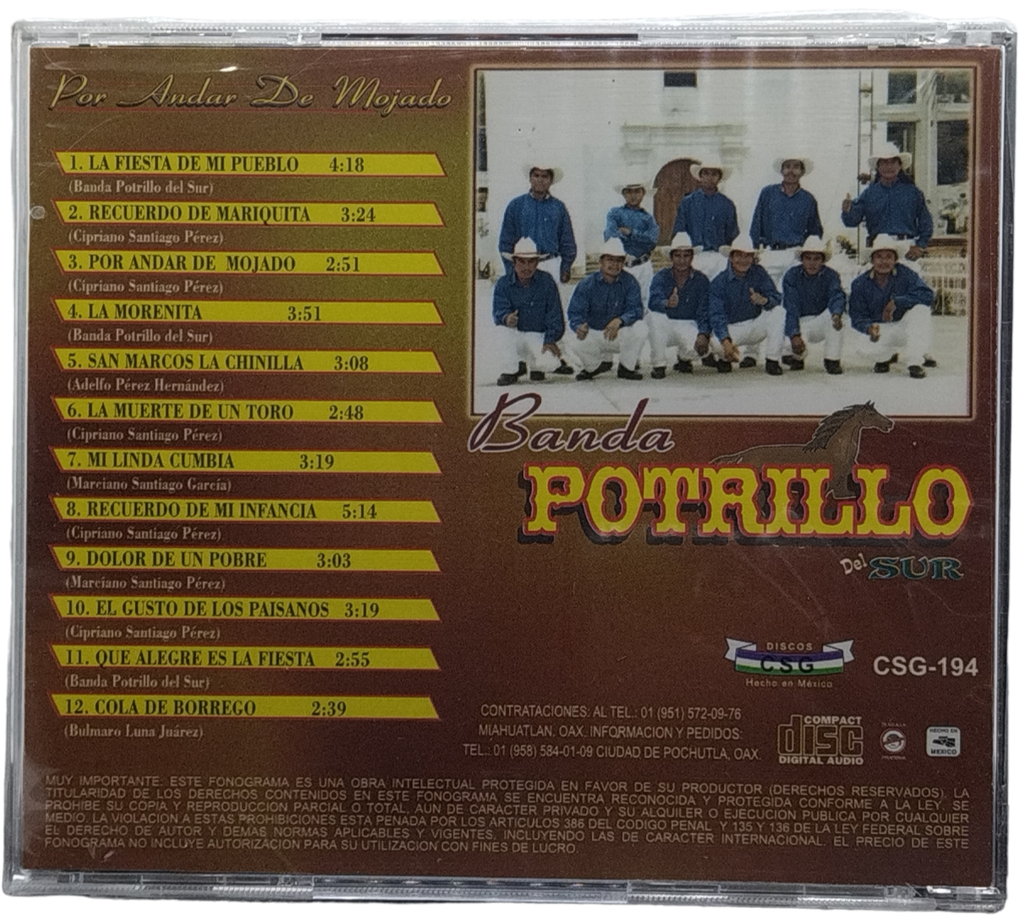 Por Andar De Mojado
1. LA FIESTA DE MI PUEBLO 4:18
(Banda Potrillo del Sur)
2. RECUERDO DE MARIQUITA 3:24
(Cipriano Santiago Pérez)
3. POR ANDAR DE MOJADO 2:51
(Cipriano Santiago Pérez)
4. LA MORENITA 3:51
(Banda Potrillo del Sur)
5. SAN MARCOS LA CHINILLA 3:08
(Adelfo Pérez Hernández)
6. LA MUERTE DE UN TORO 2:48
(Cipriano Santiago Pérez)
7. MI LINDA CUMBIA 3:19
(Marciano Santiago García)
8. RECUERDO DE MI INFANCIA 5:14
(Cipriano Santiago Pérez)
9. DOLOR DE UN POBRE 3:03
(Marciano Santiago Pérez)
10. EL GUSTO DE LOS PAISANOS 3:19
(Cipriano Santiago Pérez)
11. QUE ALEGRE ES LA FIESTA 2:55
(Banda Potrillo del Sur)
12. COLA DE BORREGO 2:39
(Bulmaro Luna Juárez)
Banda
POTRILLO
Del SUR
DISCOS
CSG
Hecho en México
CSG-194
CONTRATACIONES: AL TEL.: 01 (951) 572-09-76
MIAHUATLAN, OAX. INFORMACION Y PEDIDOS:
TEL.: 01 (958) 584-01-09 CIUDAD DE POCHUTLA, OAX.
COMPACT
disc
DIGITAL AUDIO
HECHO EN
MEXICO
MUY IMPORTANTE: ESTE FONOGRAMA ES UNA OBRA INTELECTUAL PROTEGIDA EN FAVOR DE SU PRODUCTOR (DERECHOS RESERVADOS). LA
TITULARIDAD DE LOS DERECHOS CONTENIDOS EN ESTE FONOGRAMA SE ENCUENTRA RECONOCIDA Y PROTEGIDA CONFORME A LA LEY. SE
PROHIBE SU COPIA Y REPRODUCCION PARCIAL O TOTAL, AUN DE CARACTER PRIVADO Y SU ALQUILER O EJECUCION PUBLICA POR CUALQUIER
MEDIO. LA VIOLACION A ESTAS PROHIBICIONES ESTA PENADA POR LOS ARTICULOS 386 DEL CODIGO PENAL Y 135 Y 136 DE LA LEY FEDERAL SOBRE
EL DERECHO DE AUTOR Y DEMAS NORMAS APLICABLES Y VIGENTES, INCLUYENDO LAS DE CARACTER INTERNACIONAL. EL PRECIO DE ESTE
FONOGRAMA NO INCLUYE AUTORIZACION PARA SU UTILIZACION CON FINES DE LUCRO.